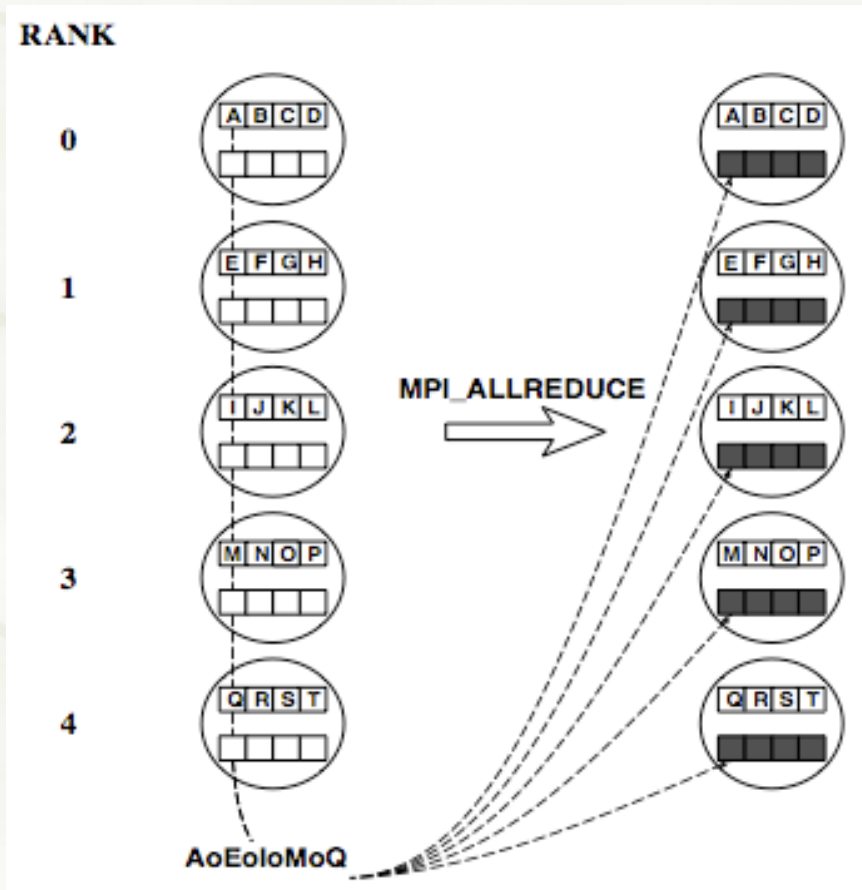 RANK
0
A B C D
A B C D
1
E F G H
E F G H
MPI_ALLREDUCE
2
I J K L
I J K L
3
M N O P
M N O P
4
Q R S T
Q R S T
AoEoIoMoQ